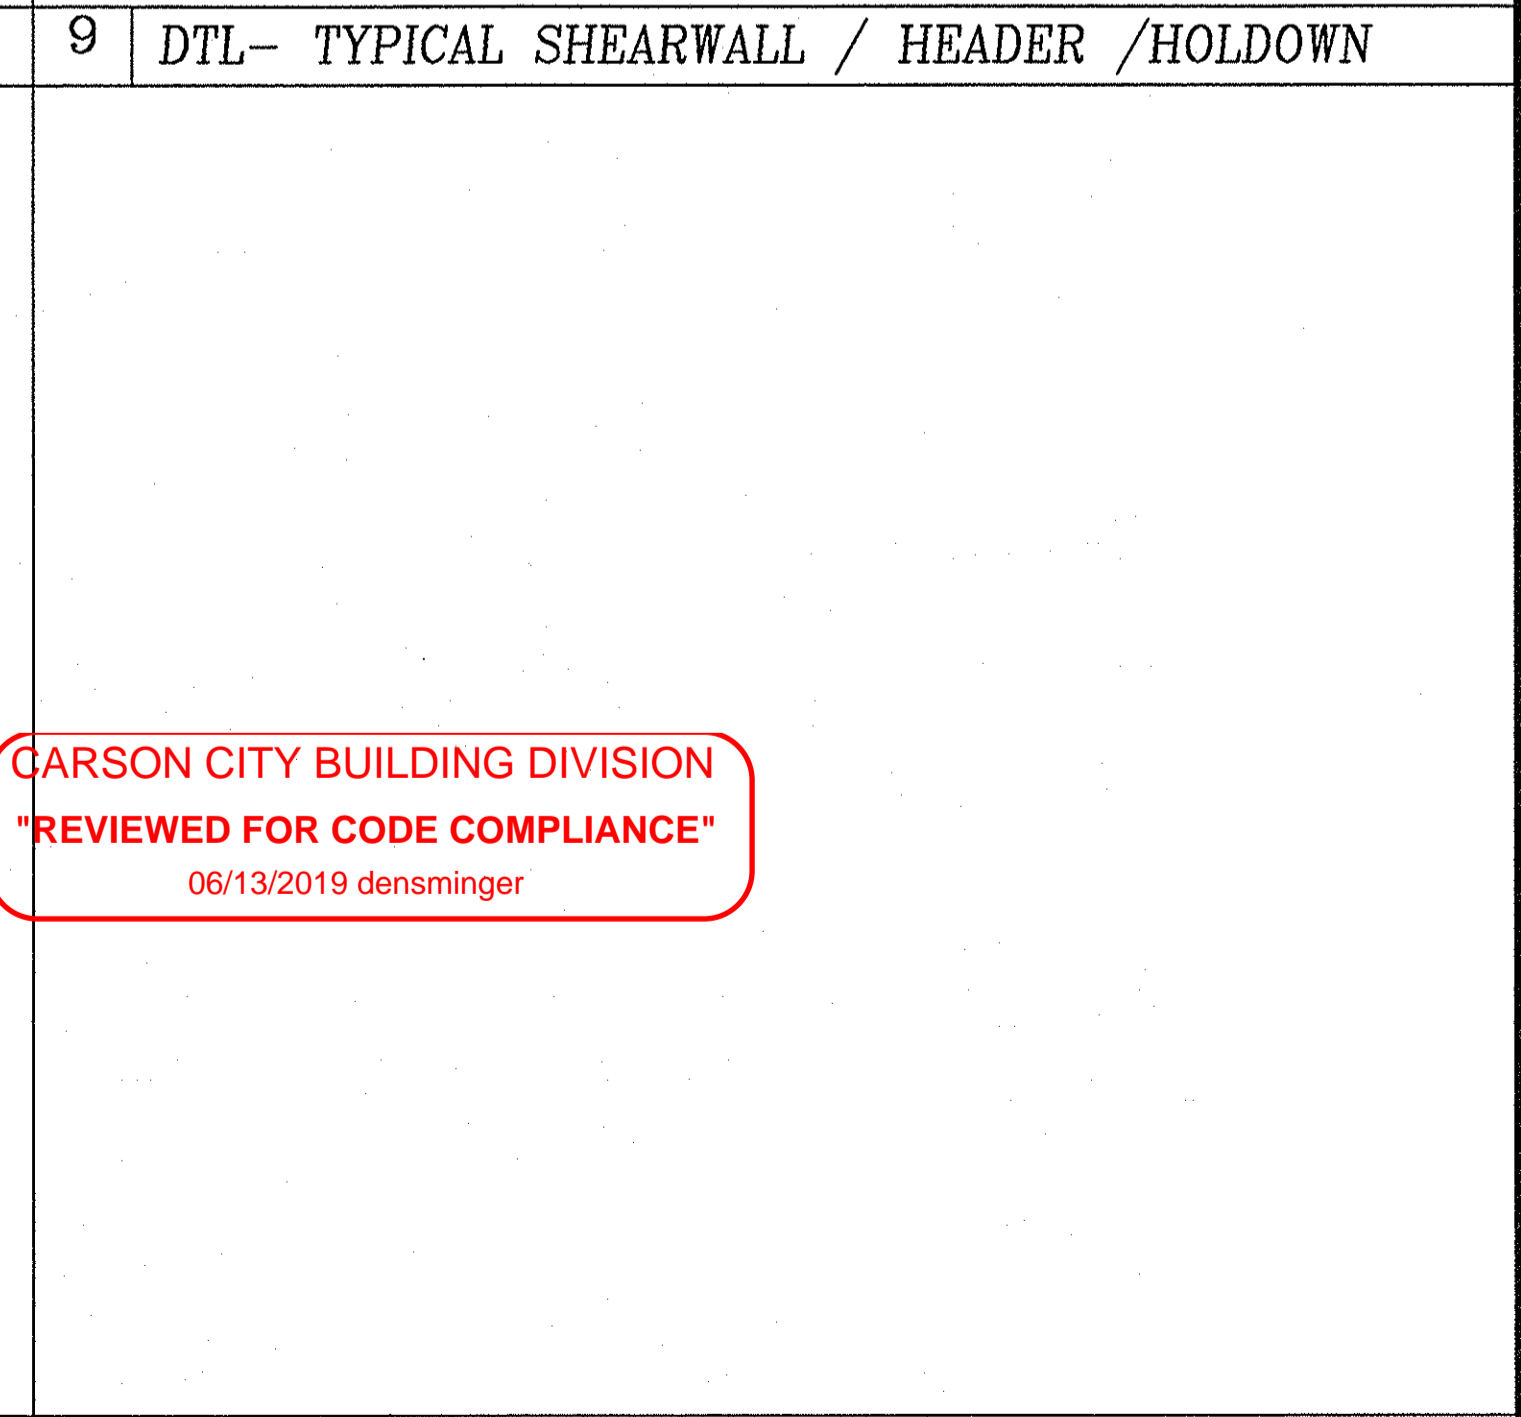 9 DTL- TYPICAL SHEARWALL / HEADER /HOLDOWN
CARSON CITY BUILDING DIVISION
"REVIEWED FOR CODE COMPLIANCE"
06/13/2019 densminger